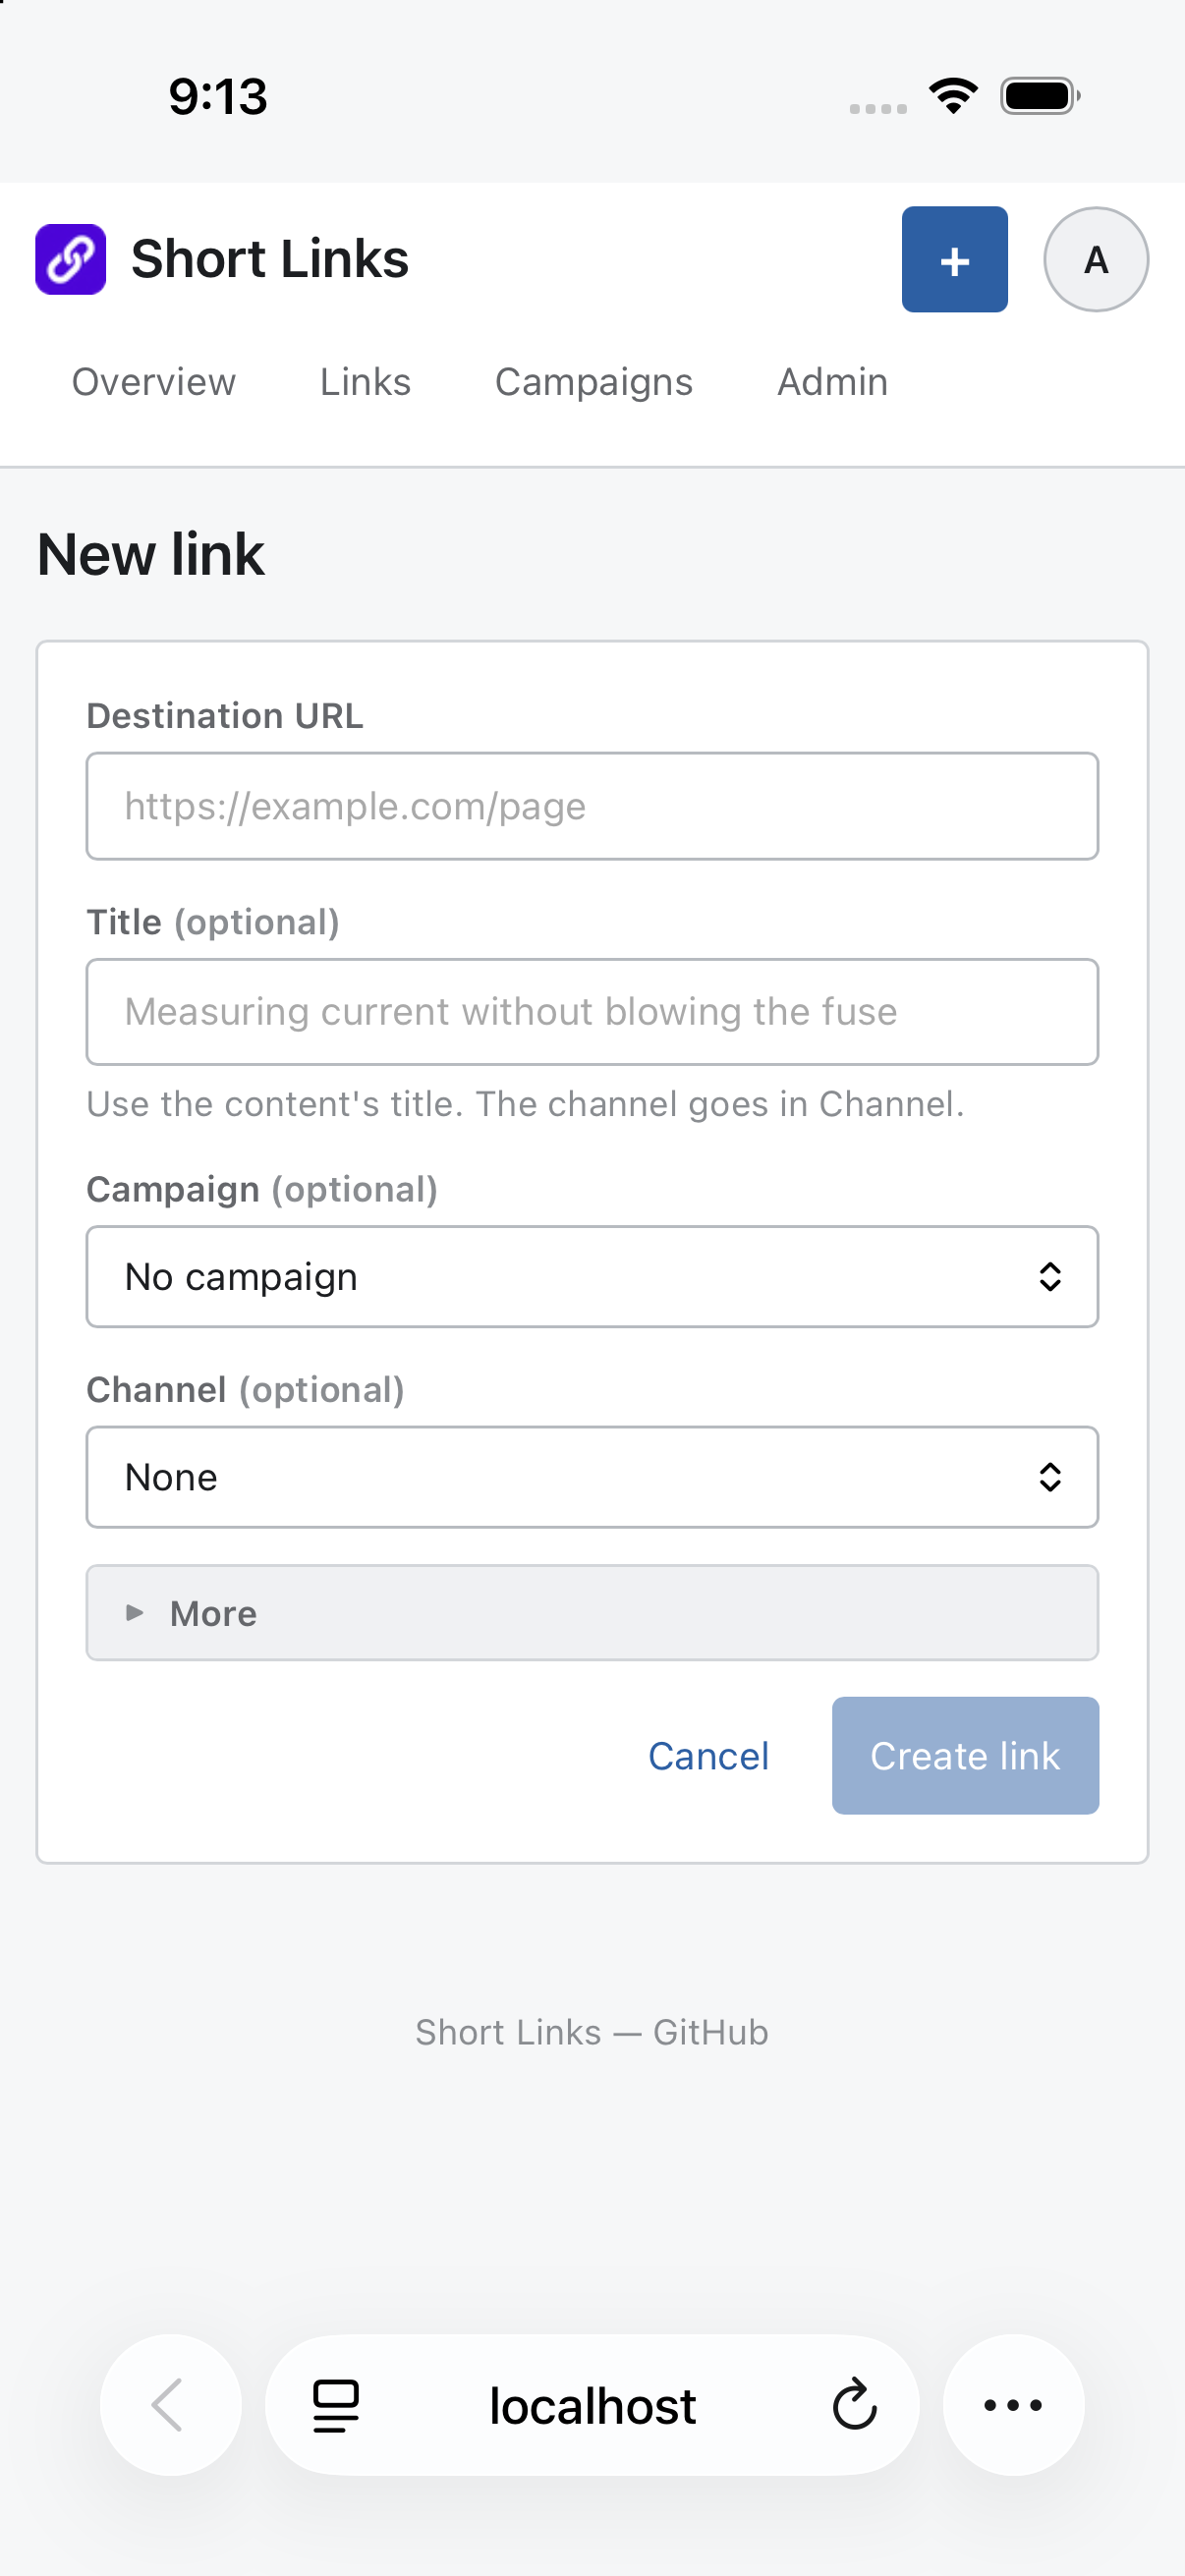 9:13
Short Links
+
A
Overview Links Campaigns Admin
New link
Destination URL
https://example.com/page
Title (optional)
Measuring current without blowing the fuse
Use the content's title. The channel goes in Channel.
Campaign (optional)
No campaign
Channel (optional)
None
More
Cancel
Create link
Short Links — GitHub
localhost